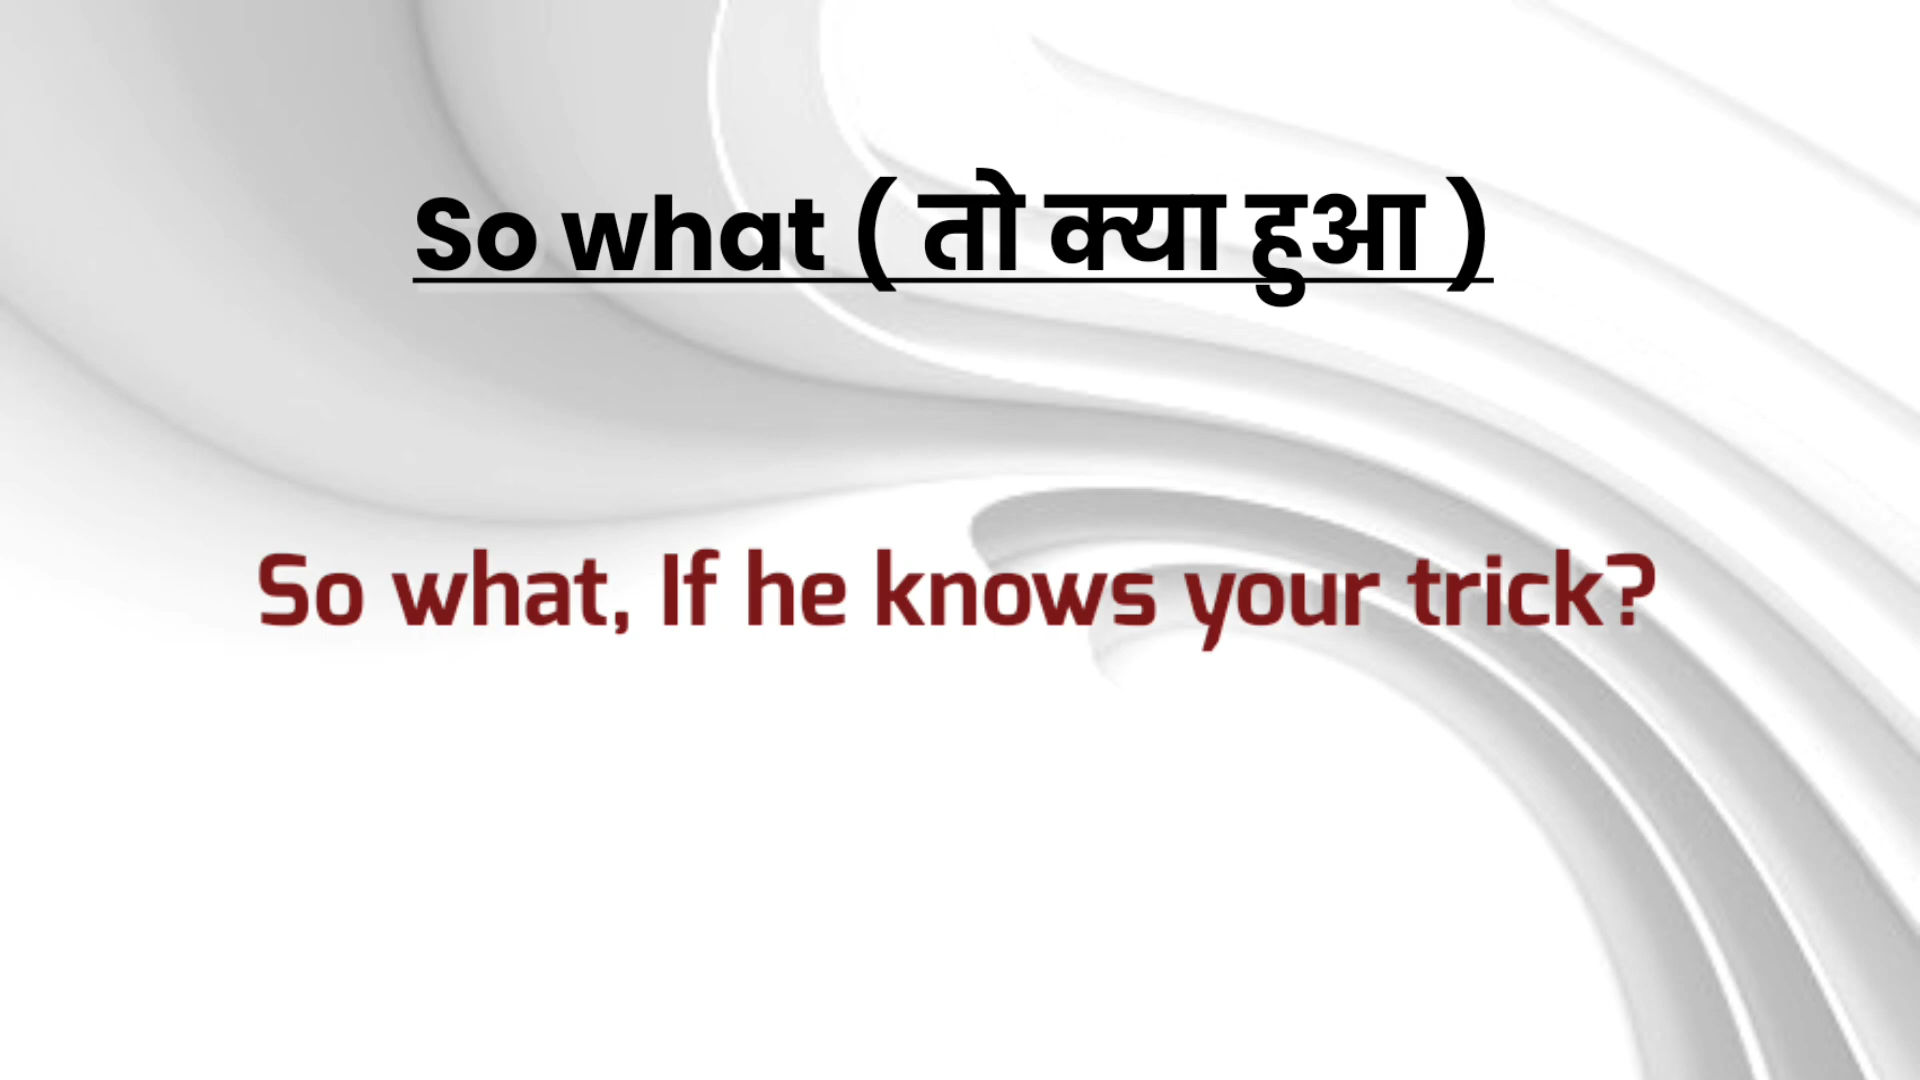 So what ( तो क्या हुआ )
So what, If he knows your trick?